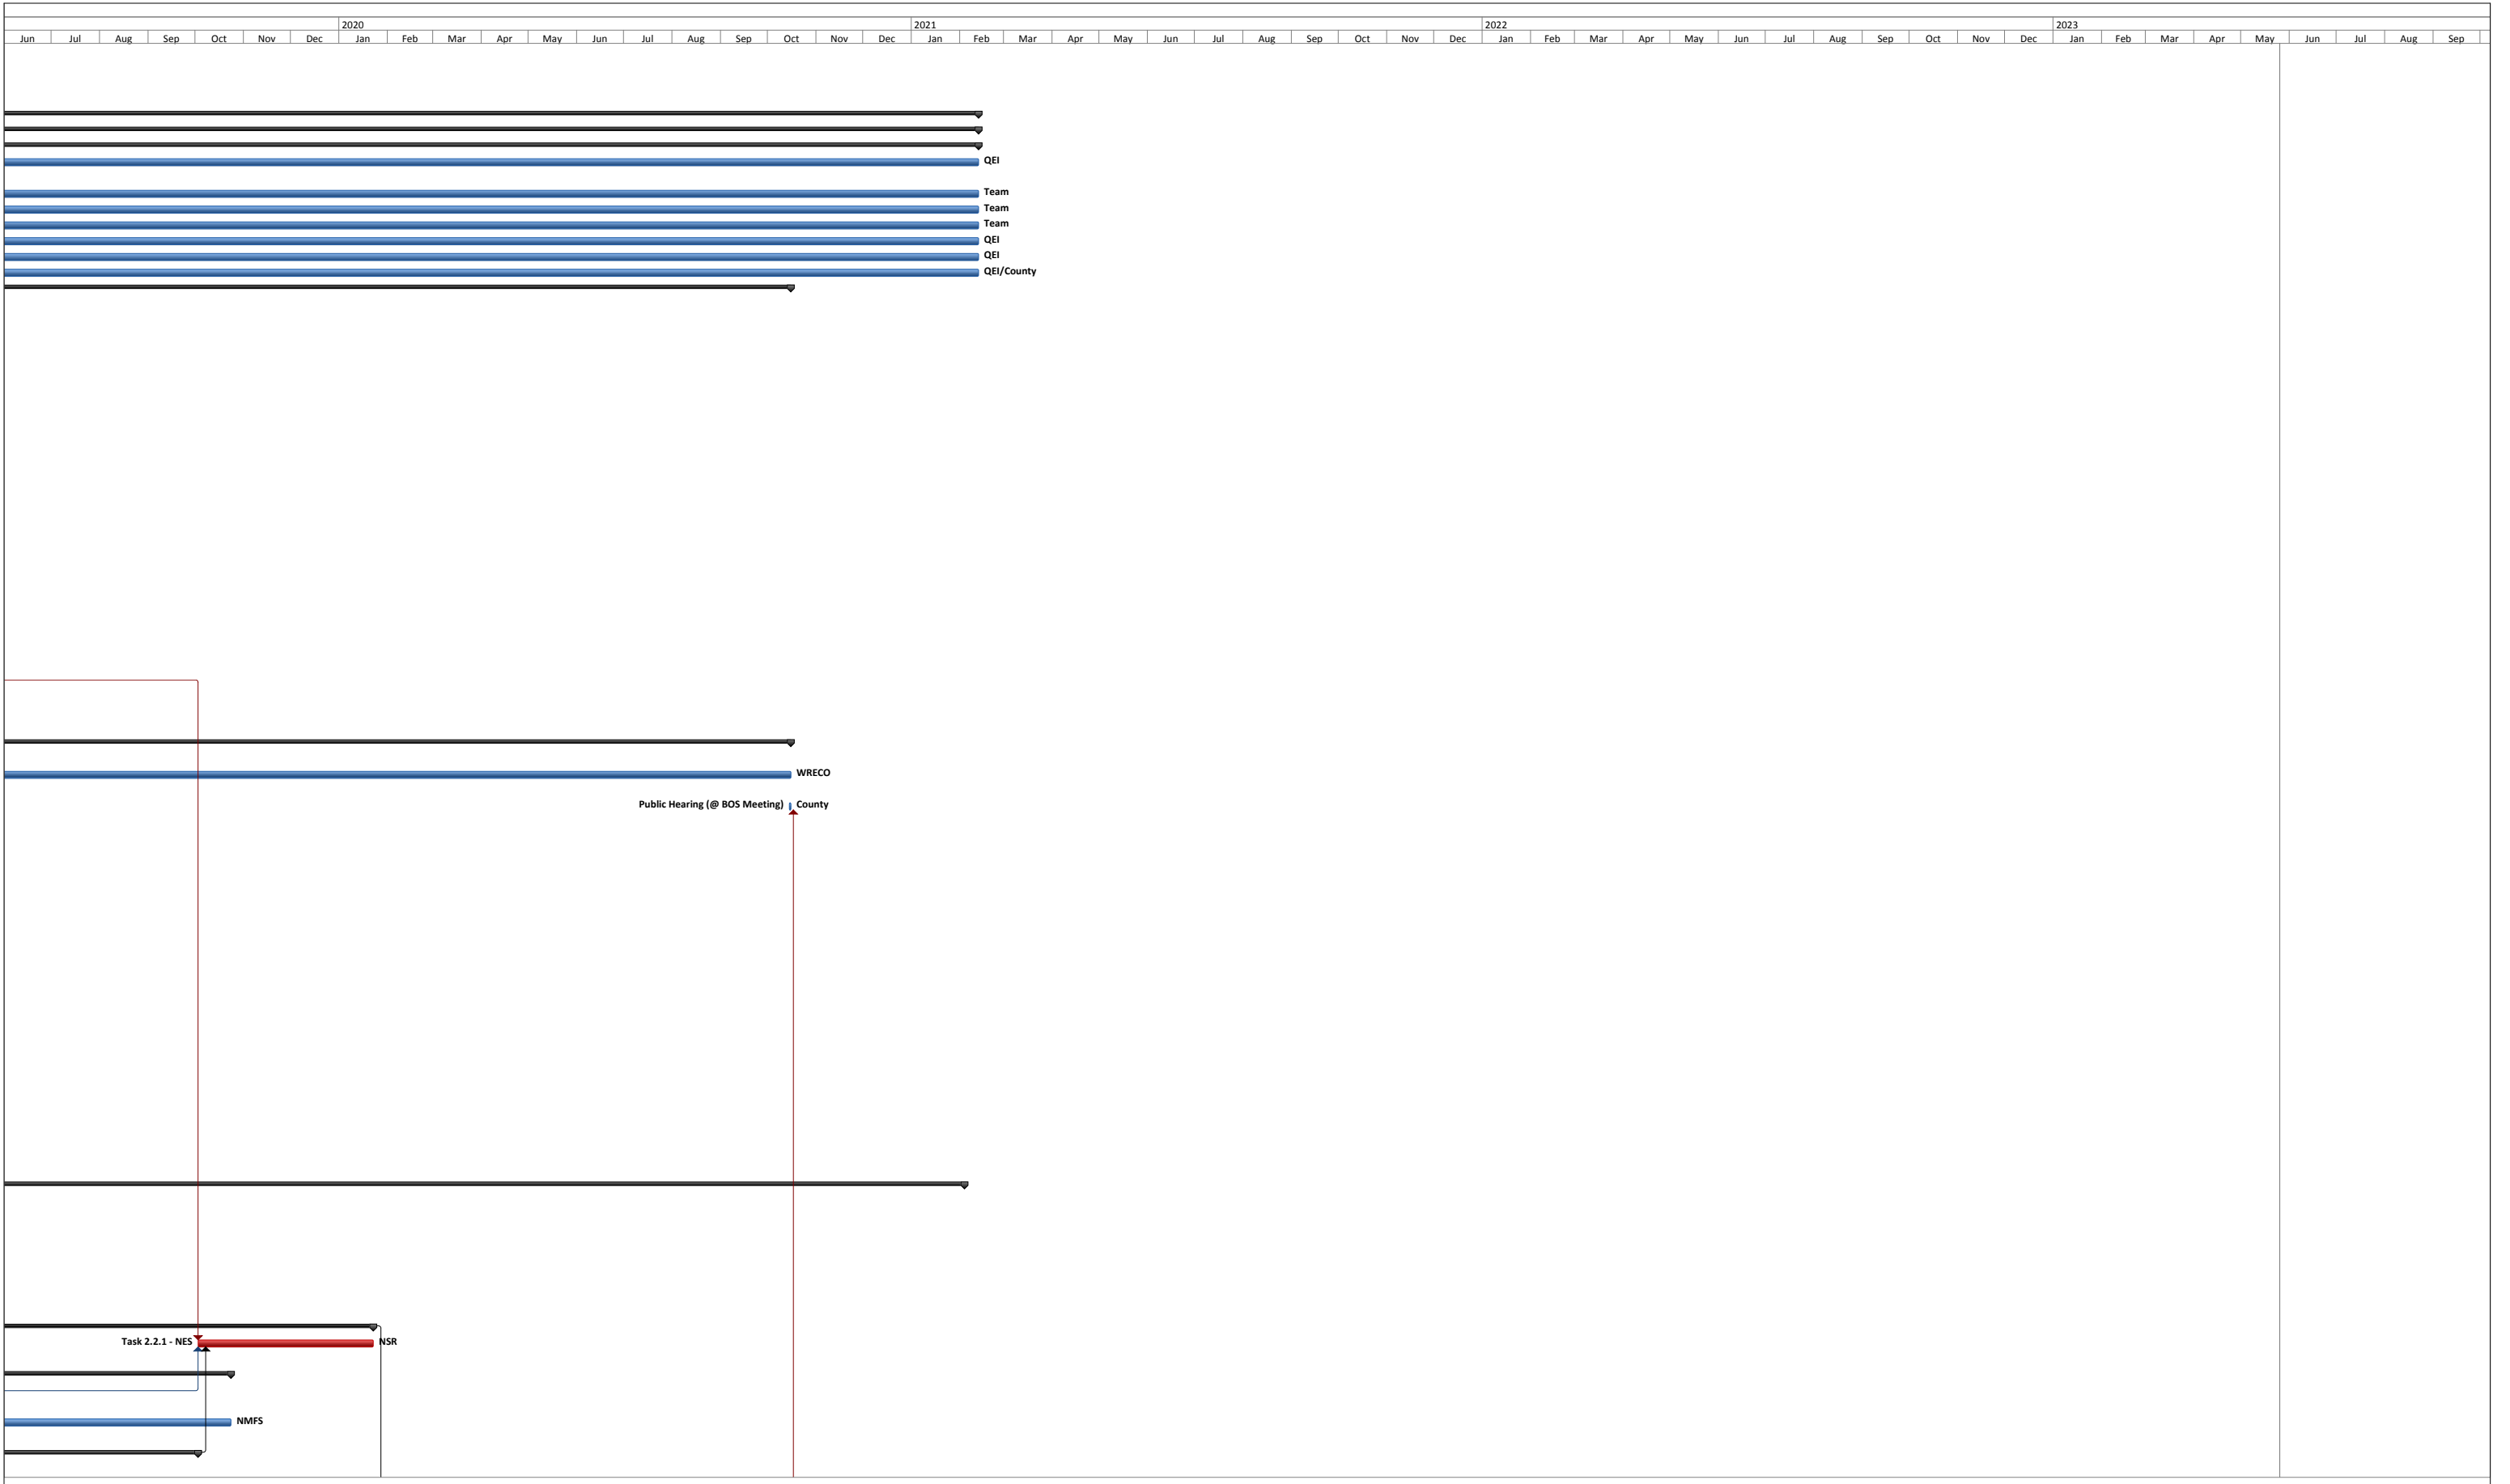 2020 2021 2022 2023
Jun Jul Aug Sep Oct Nov Dec Jan Feb Mar Apr May Jun Jul Aug Sep Oct Nov Dec Jan Feb Mar Apr May Jun Jul Aug Sep Oct Nov Dec Jan Feb Mar Apr May Jun Jul Aug Sep Oct Nov Dec Jan Feb Mar Apr May Jun Jul Aug Sep
QEI
Team
Team
Team
QEI
QEI
QEI/County
WRECO
Public Hearing (@ BOS Meeting) County
Task 2.2.1 - NES NSR
NMFS